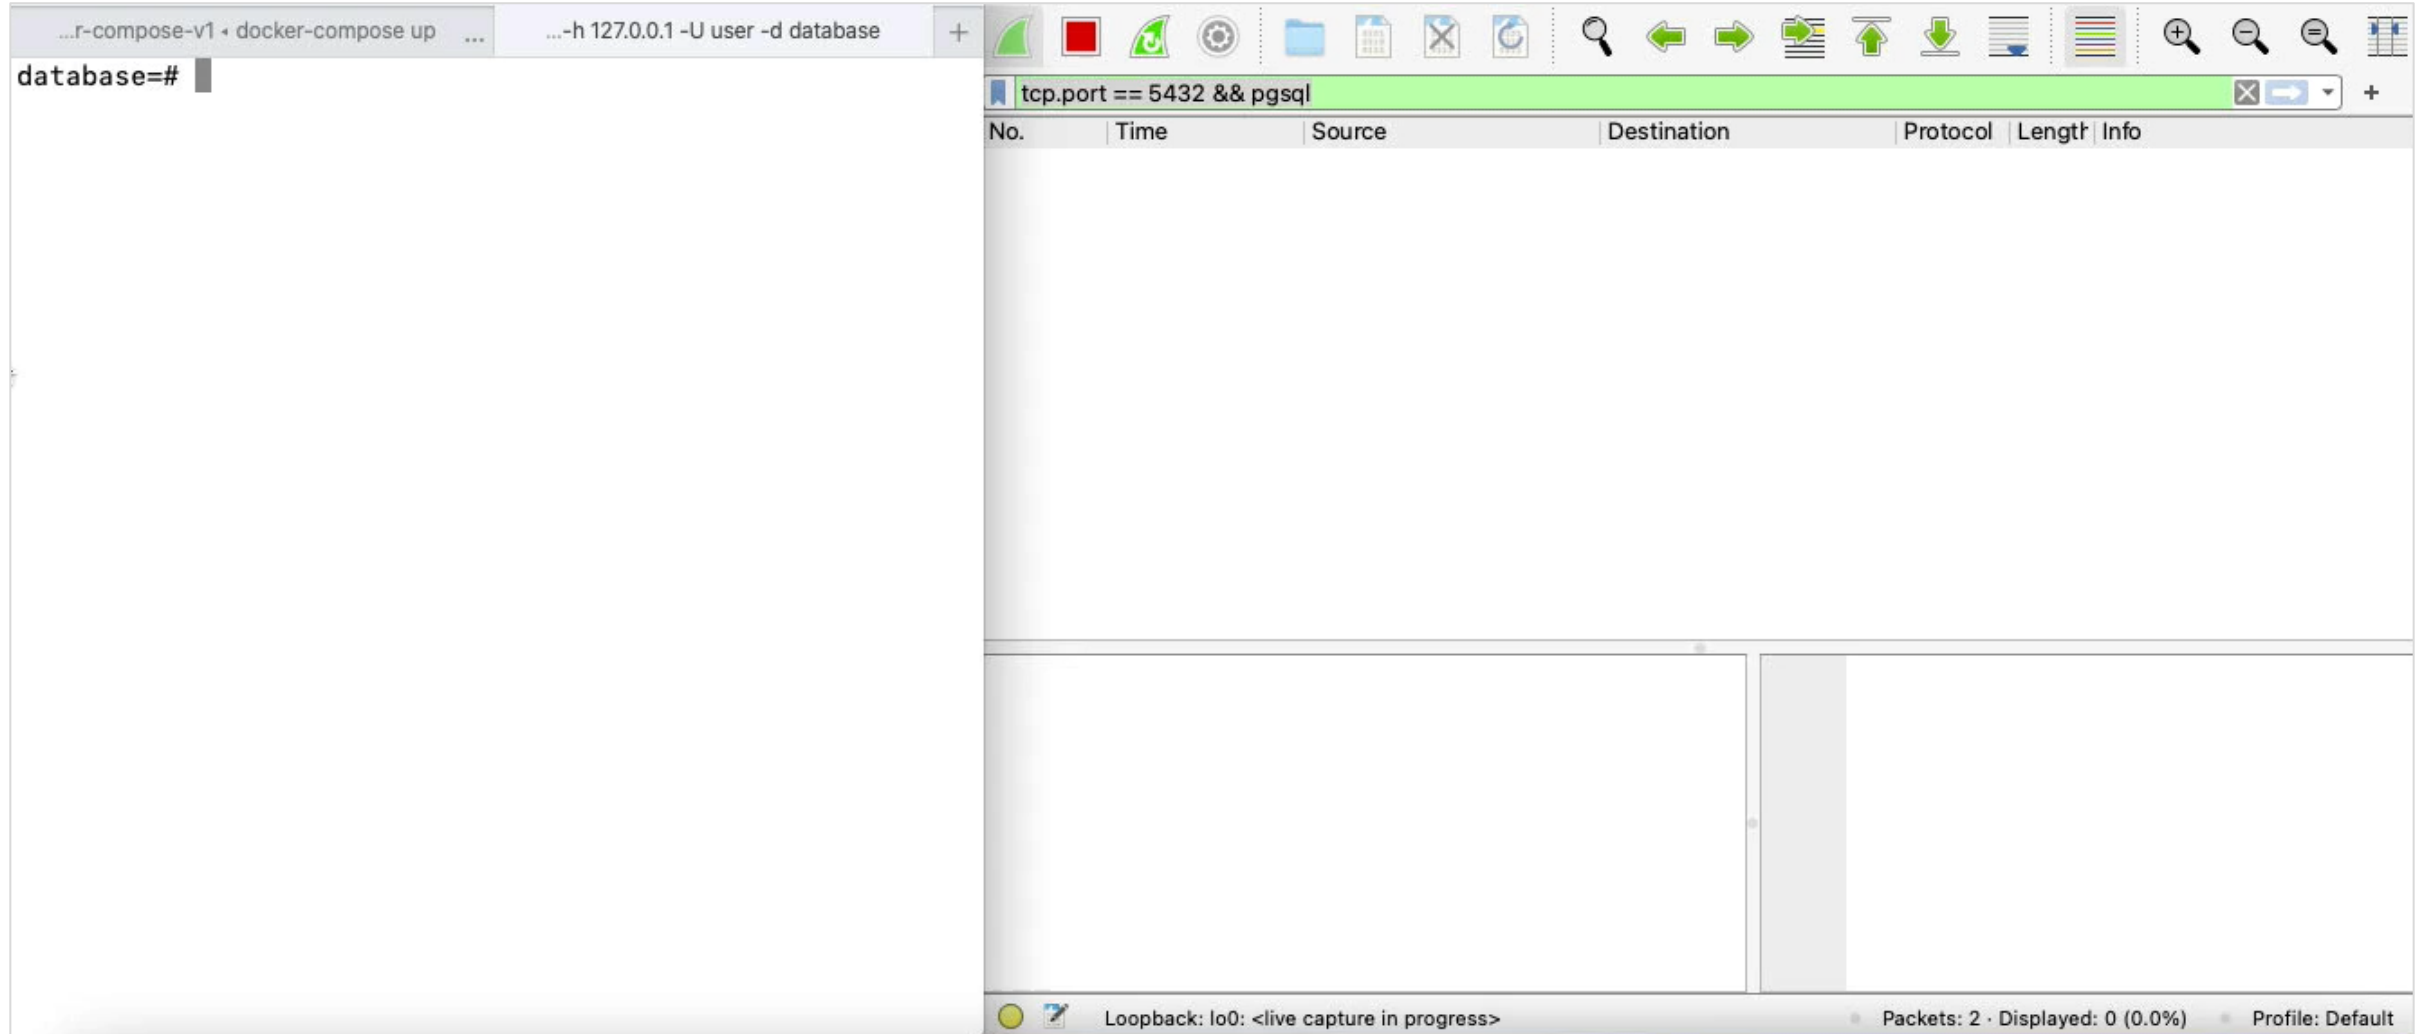 ...r-compose-v1 • docker-compose up ...
...-h 127.0.0.1 -U user -d database
+
database=#
tcp.port == 5432 && pgsql
+
No. Time Source Destination Protocol Length Info
Loopback: lo0: <live capture in progress>
Packets: 2 · Displayed: 0 (0.0%)
Profile: Default